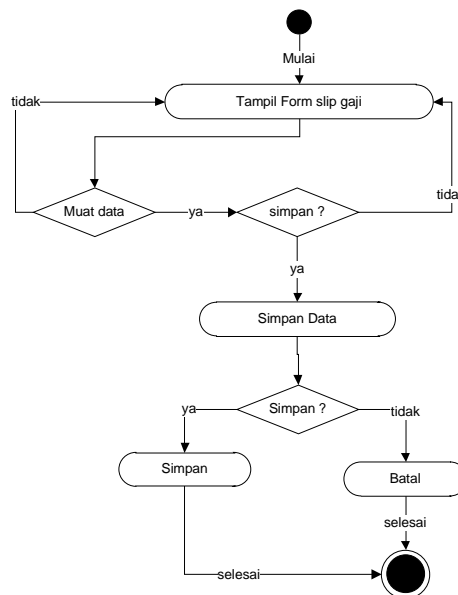 Mulai
tidak
Tampil Form slip gaji
tida
Muat data
ya
simpan ?
ya
Simpan Data
ya
Simpan ?
tidak
Simpan
Batal
selesai
selesai